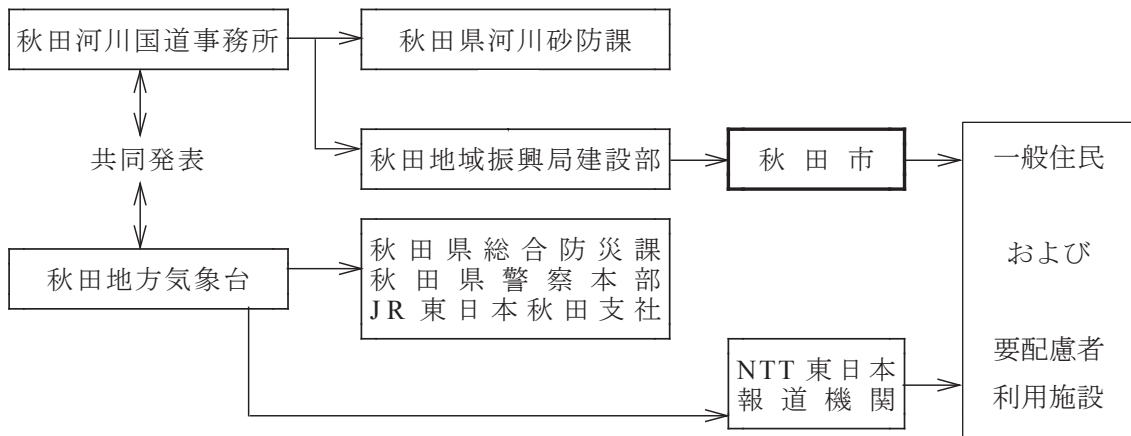 秋田河川国道事務所
秋田県河川砂防課
共同発表
秋田地域振興局建設部
秋田市
一般住民
および
要配慮者
利用施設
秋田地方気象台
秋田県総合防災課
秋田県警察本部
JR東日本秋田支社
NTT東日本
報道機関